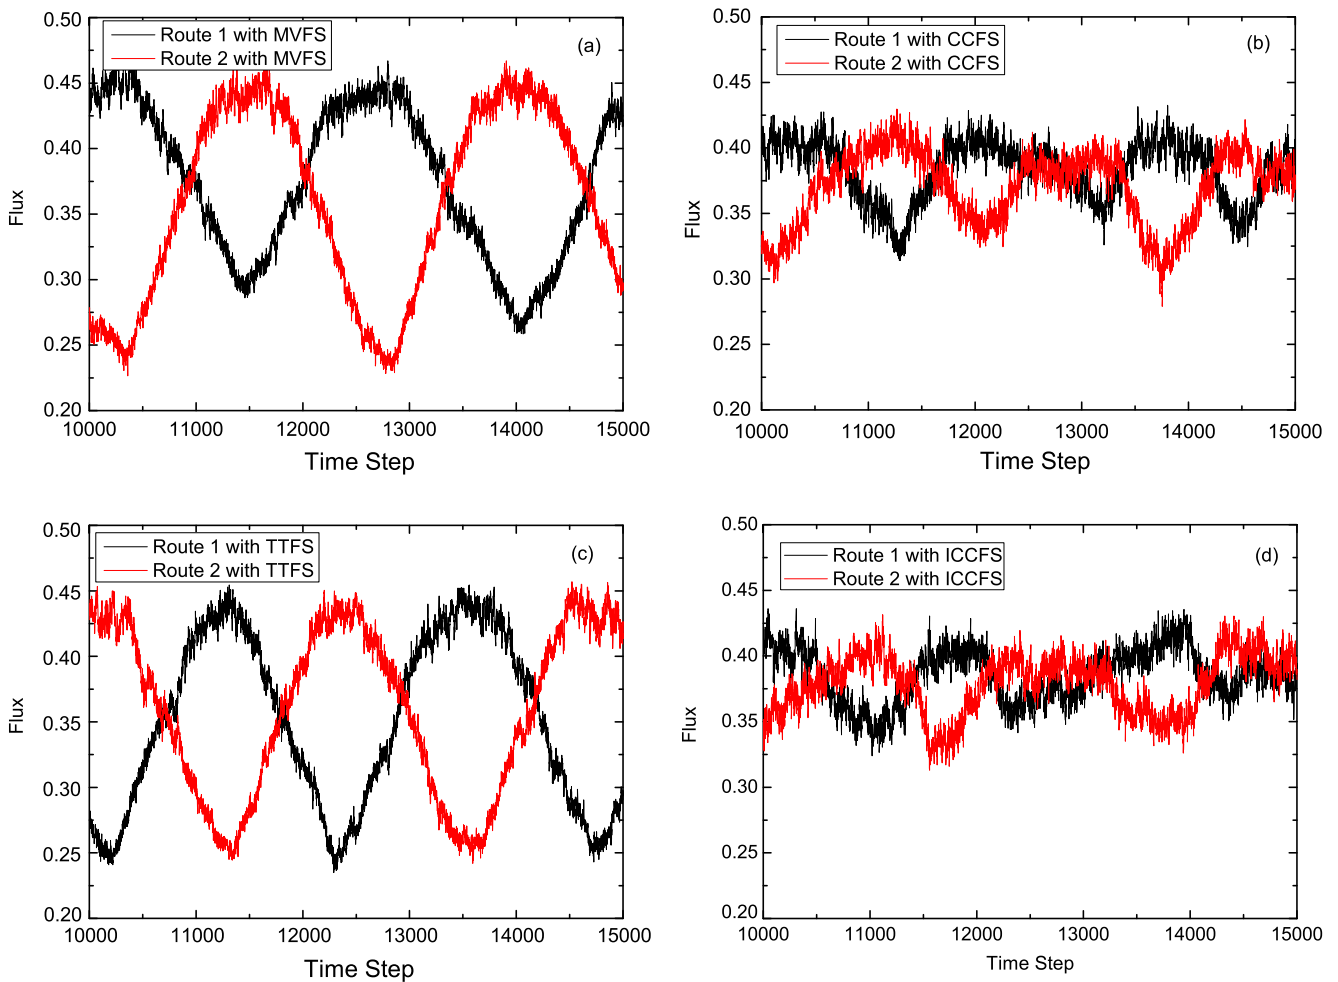 Route 1 with MVFS
Route 2 with MVFS
(a)
0.50
0.45
0.40
0.35
0.30
0.25
0.20
Flux
10000 11000 12000 13000 14000 15000
Time Step
Route 1 with CCFS
Route 2 with CCFS
(b)
0.50
0.45
0.40
0.35
0.30
0.25
0.20
Flux
10000 11000 12000 13000 14000 15000
Time Step
Route 1 with TTFS
Route 2 with TTFS
(c)
0.50
0.45
0.40
0.35
0.30
0.25
0.20
Flux
10000 11000 12000 13000 14000 15000
Time Step
Route 1 with ICCFS
Route 2 with ICCFS
(d)
0.50
0.45
0.40
0.35
0.30
0.25
0.20
Flux
10000 11000 12000 13000 14000 15000
Time Step